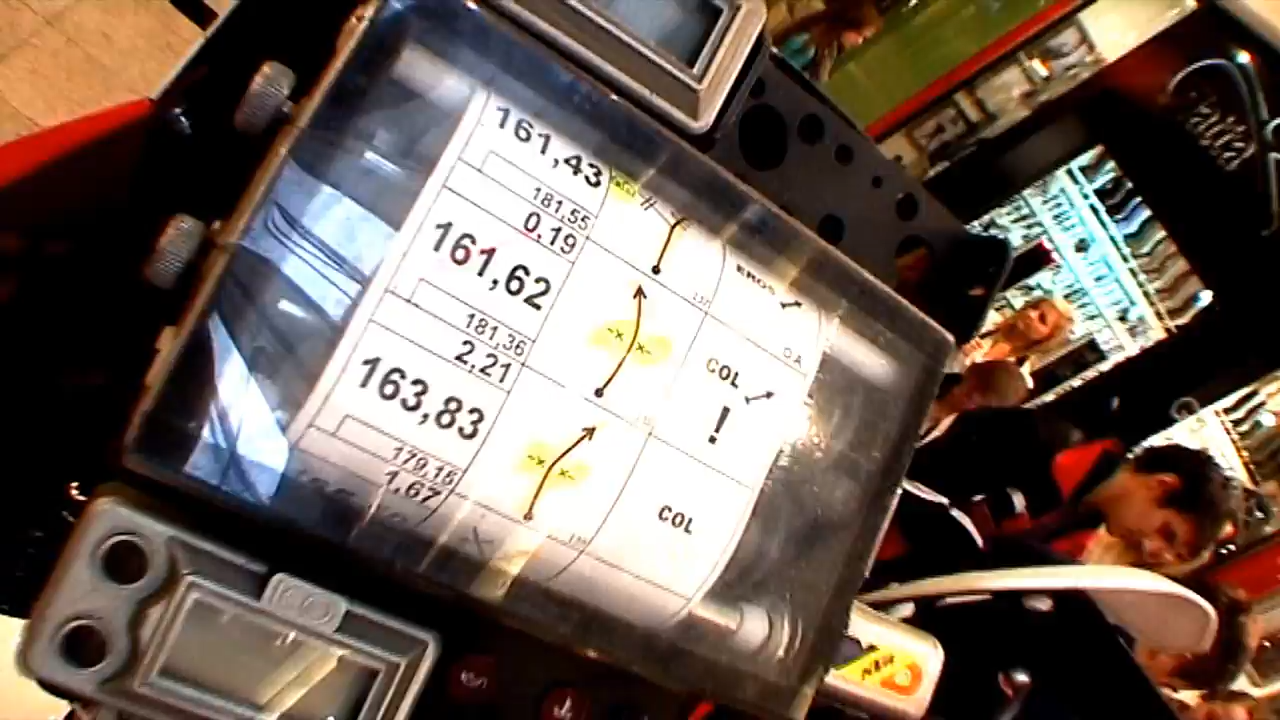 161,43
181,55
0.19
EROS
161,62
181,36
2,21
COL
!
163,83
179,16
1,67
COL
NEW